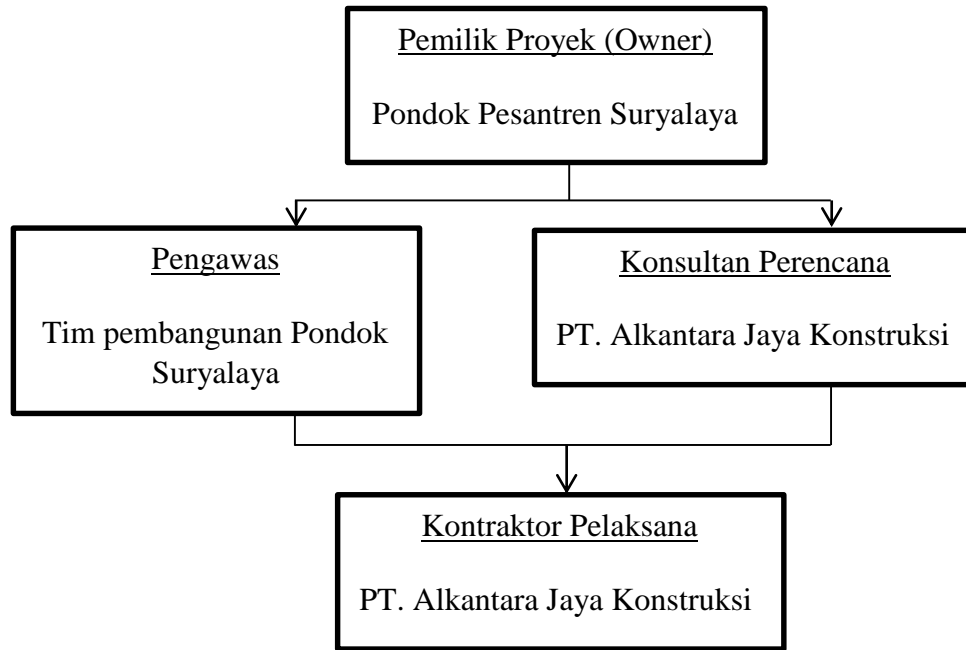 Pemilik Proyek (Owner)
Pondok Pesantren Suryalaya
Pengawas
Tim pembangunan Pondok
Suryalaya
Konsultan Perencana
PT. Alkantara Jaya Konstruksi
Kontraktor Pelaksana
PT. Alkantara Jaya Konstruksi